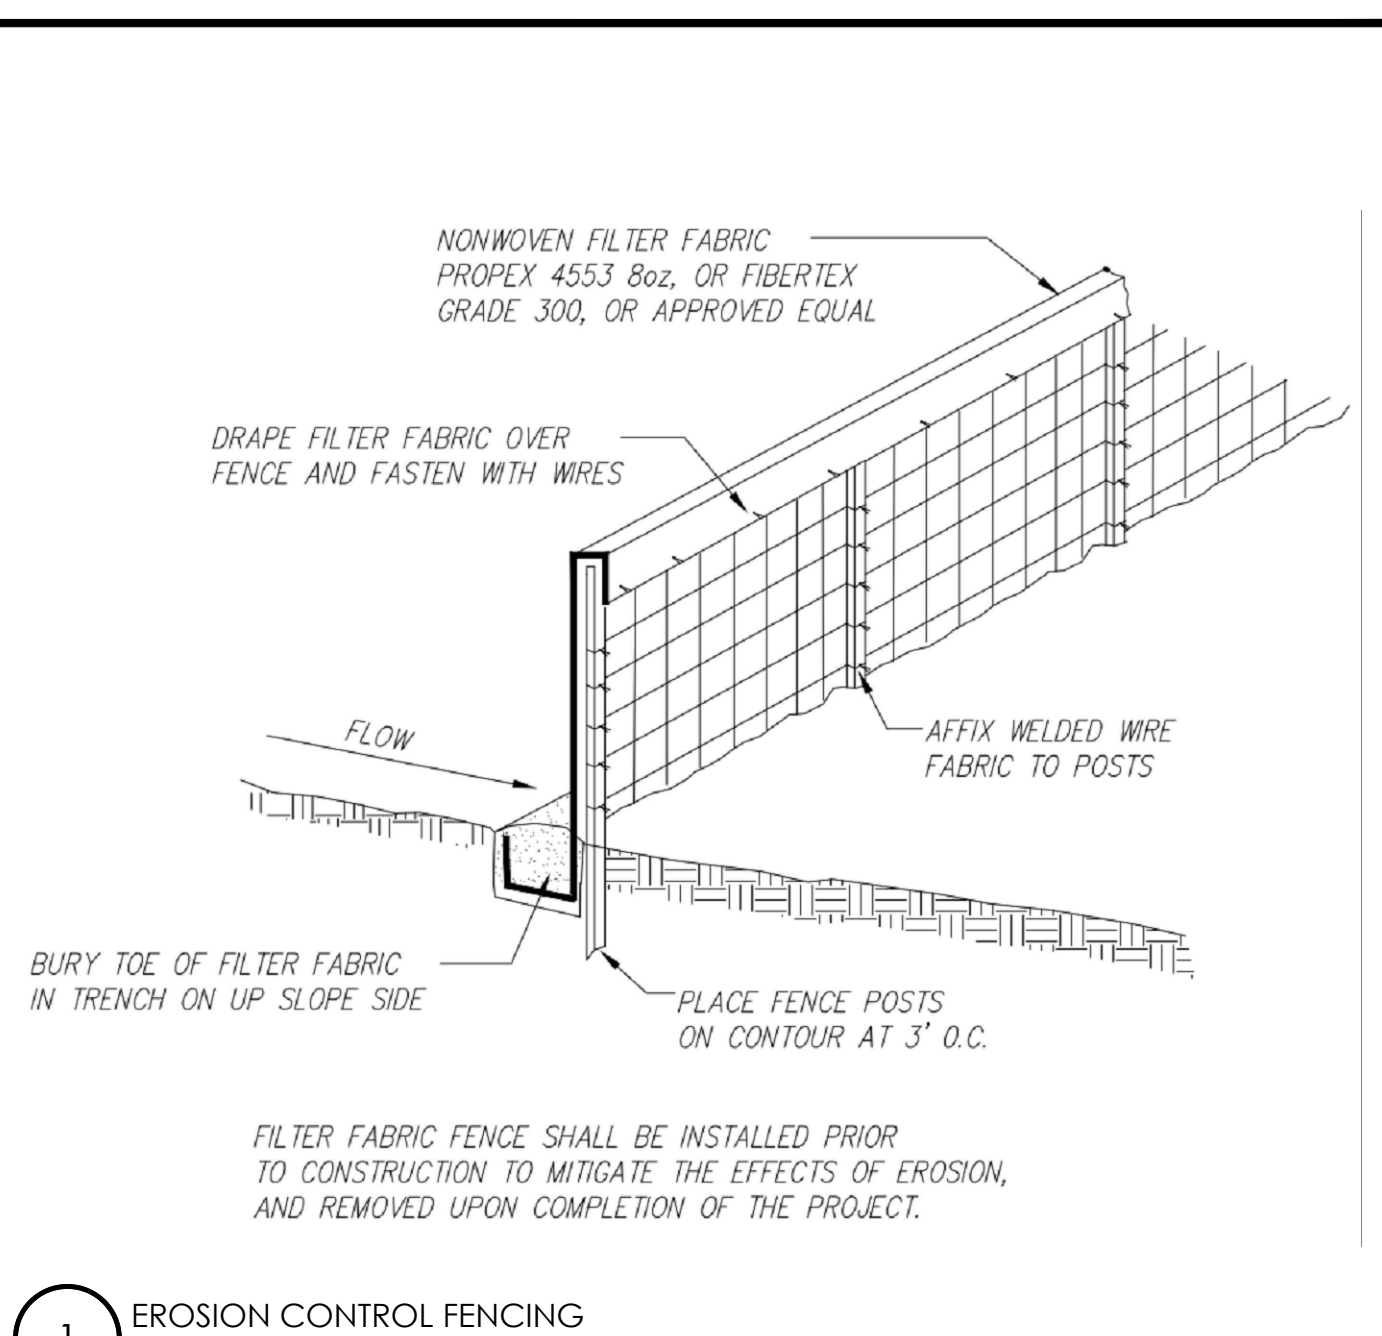 NONWOVEN FILTER FABRIC
PROPEX 4553 8oz, OR FIBERTEX
GRADE 300, OR APPROVED EQUAL
DRAPE FILTER FABRIC OVER
FENCE AND FASTEN WITH WIRES
FLOW
AFFIX WELDED WIRE
FABRIC TO POSTS
BURY TOE OF FILTER FABRIC
IN TRENCH ON UP SLOPE SIDE
PLACE FENCE POSTS
ON CONTOUR AT 3' O.C.
FILTER FABRIC FENCE SHALL BE INSTALLED PRIOR
TO CONSTRUCTION TO MITIGATE THE EFFECTS OF EROSION,
AND REMOVED UPON COMPLETION OF THE PROJECT.
1
EROSION CONTROL FENCING